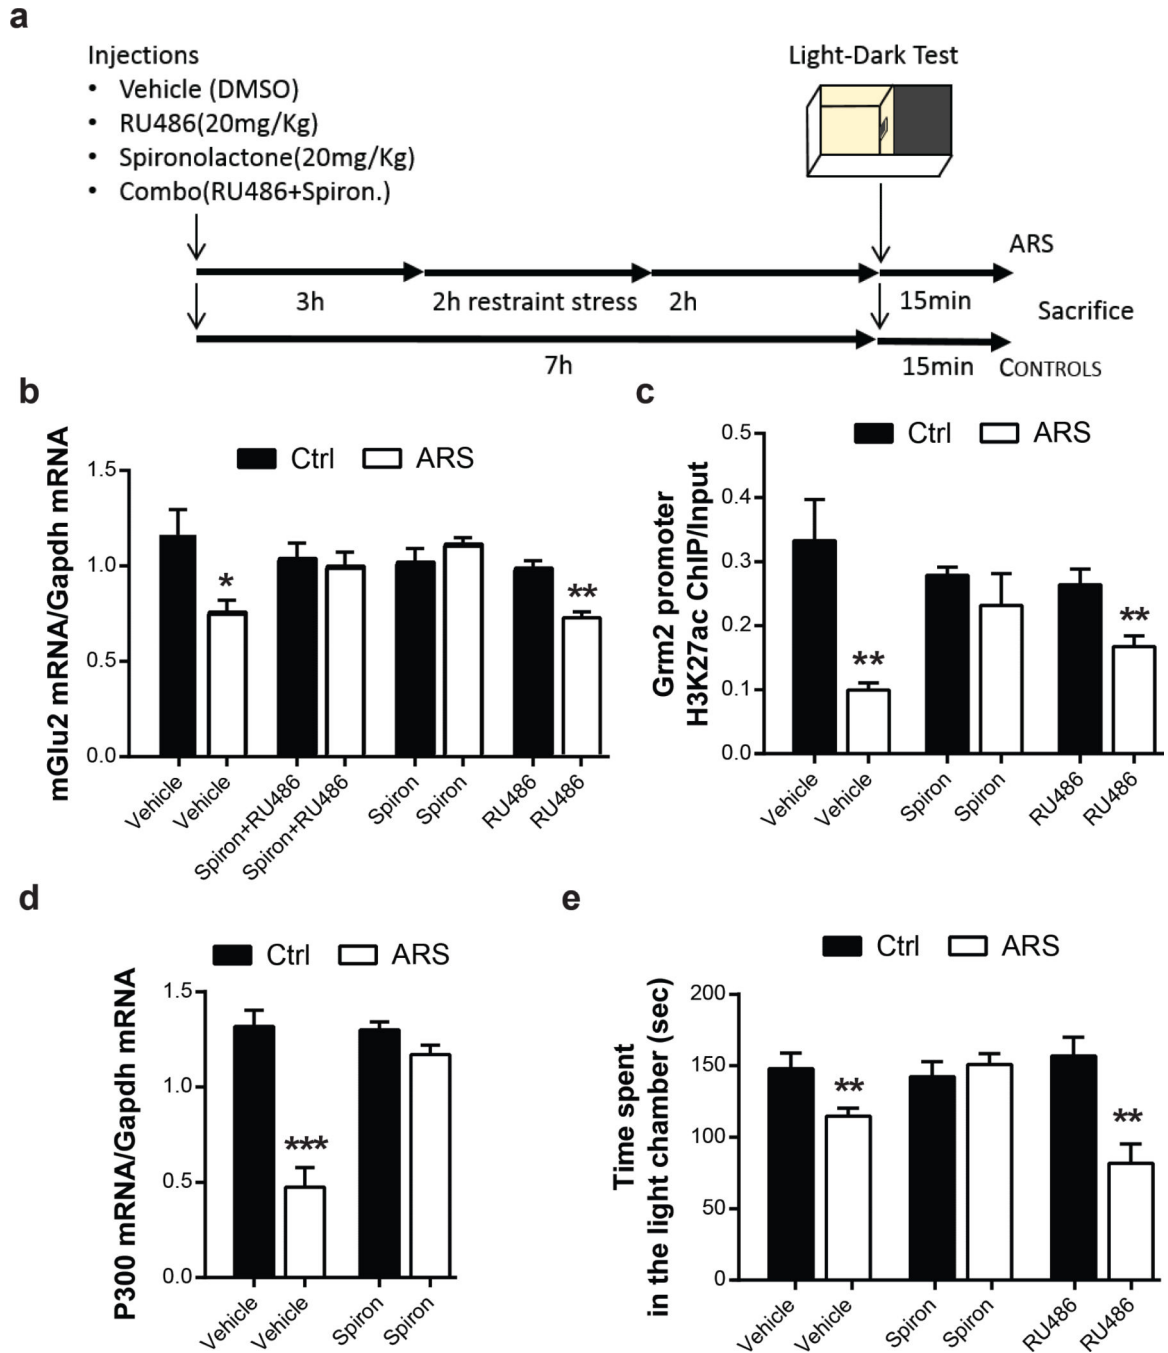 a
Injections
• Vehicle (DMSO)
• RU486(20mg/Kg)
• Spironolactone(20mg/Kg)
• Combo(RU486+Spiron.)
Light-Dark Test
ARS
3h
2h restraint stress
2h
15min
Sacrifice
7h
15min
CONTROLS
b
mGlu2 mRNA/Gapdh mRNA
Ctrl ARS
1.5
1.0
0.5
0.0
*
**
Vehicle
Vehicle
Spiron+RU486
Spiron+RU486
Spiron
Spiron
RU486
RU486
c
Grm2 promoter
H3K27ac ChIP/Input
Ctrl ARS
0.5
0.4
0.3
0.2
0.1
0.0
**
**
Vehicle
Vehicle
Spiron
Spiron
RU486
RU486
d
P300 mRNA/Gapdh mRNA
Ctrl ARS
1.5
1.0
0.5
0.0
***
Vehicle
Vehicle
Spiron
Spiron
e
Time spent
in the light chamber (sec)
Ctrl ARS
200
150
100
50
0
**
**
Vehicle
Vehicle
Spiron
Spiron
RU486
RU486